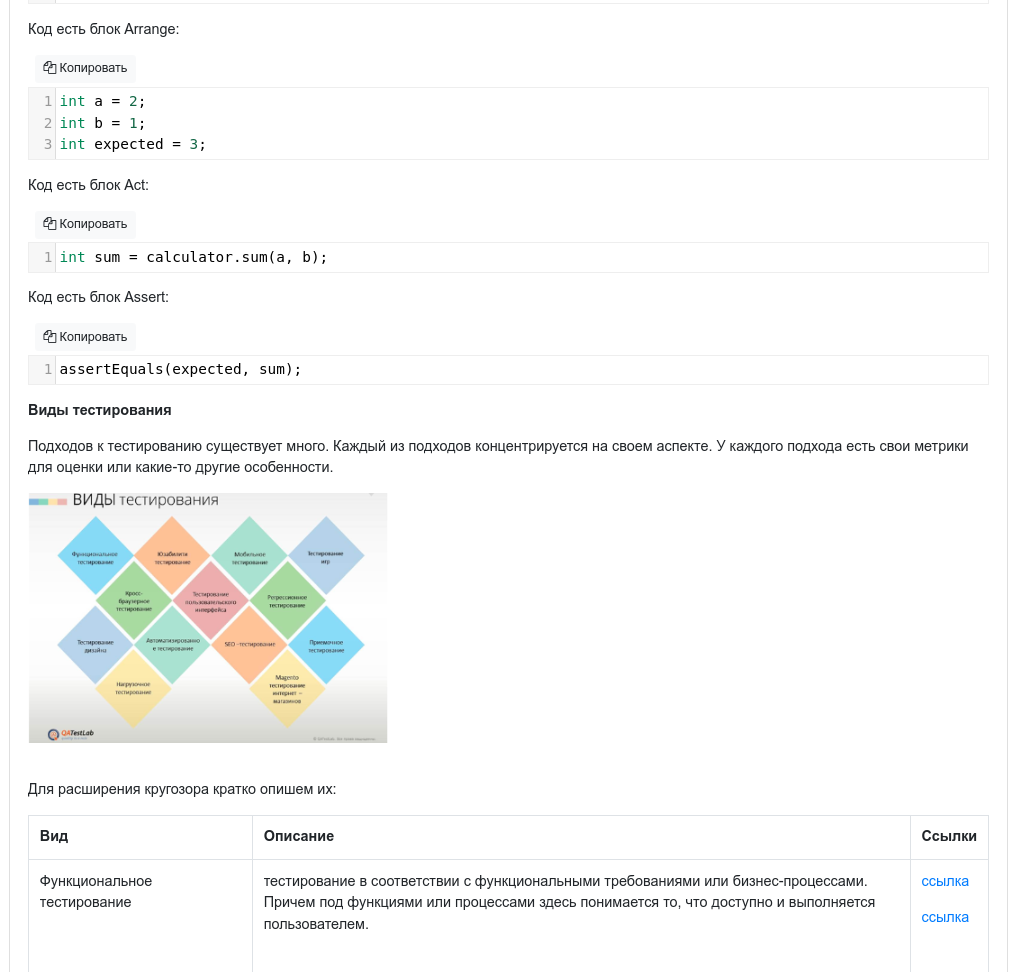 Код есть блок Arrange:
Копировать
1 int a = 2;
2 int b = 1;
3 int expected = 3;
Код есть блок Act:
Копировать
1 int sum = calculator.sum(a, b);
Код есть блок Assert:
Копировать
1 assertEquals(expected, sum);
Виды тестирования
Подходов к тестированию существует много. Каждый из подходов концентрируется на своем аспекте. У каждого подхода есть свои метрики
для оценки или какие-то другие особенности.
ВИДЫ тестирования
Функциональное
тестирование
Юзабилити
тестирование
Мобильное
тестирование
Тестирование
игр
Кросс-
браузерное
тестирование
Тестирование
пользовательского
интерфейса
Регрессионное
тестирование
Тестирование
дизайна
Автоматизированно
е тестирование
SEO -тестирование
Приемочное
тестирование
Нагрузочное
тестирование
Magento
тестирование
интернет –
магазинов
QATestLab
Для расширения кругозора кратко опишем их:
Вид Описание Ссылки
Функциональное
тестирование
тестирование в соответствии с функциональными требованиями или бизнес-процессами.
Причем под функциями или процессами здесь понимается то, что доступно и выполняется
пользователем.
ссылка
ссылка